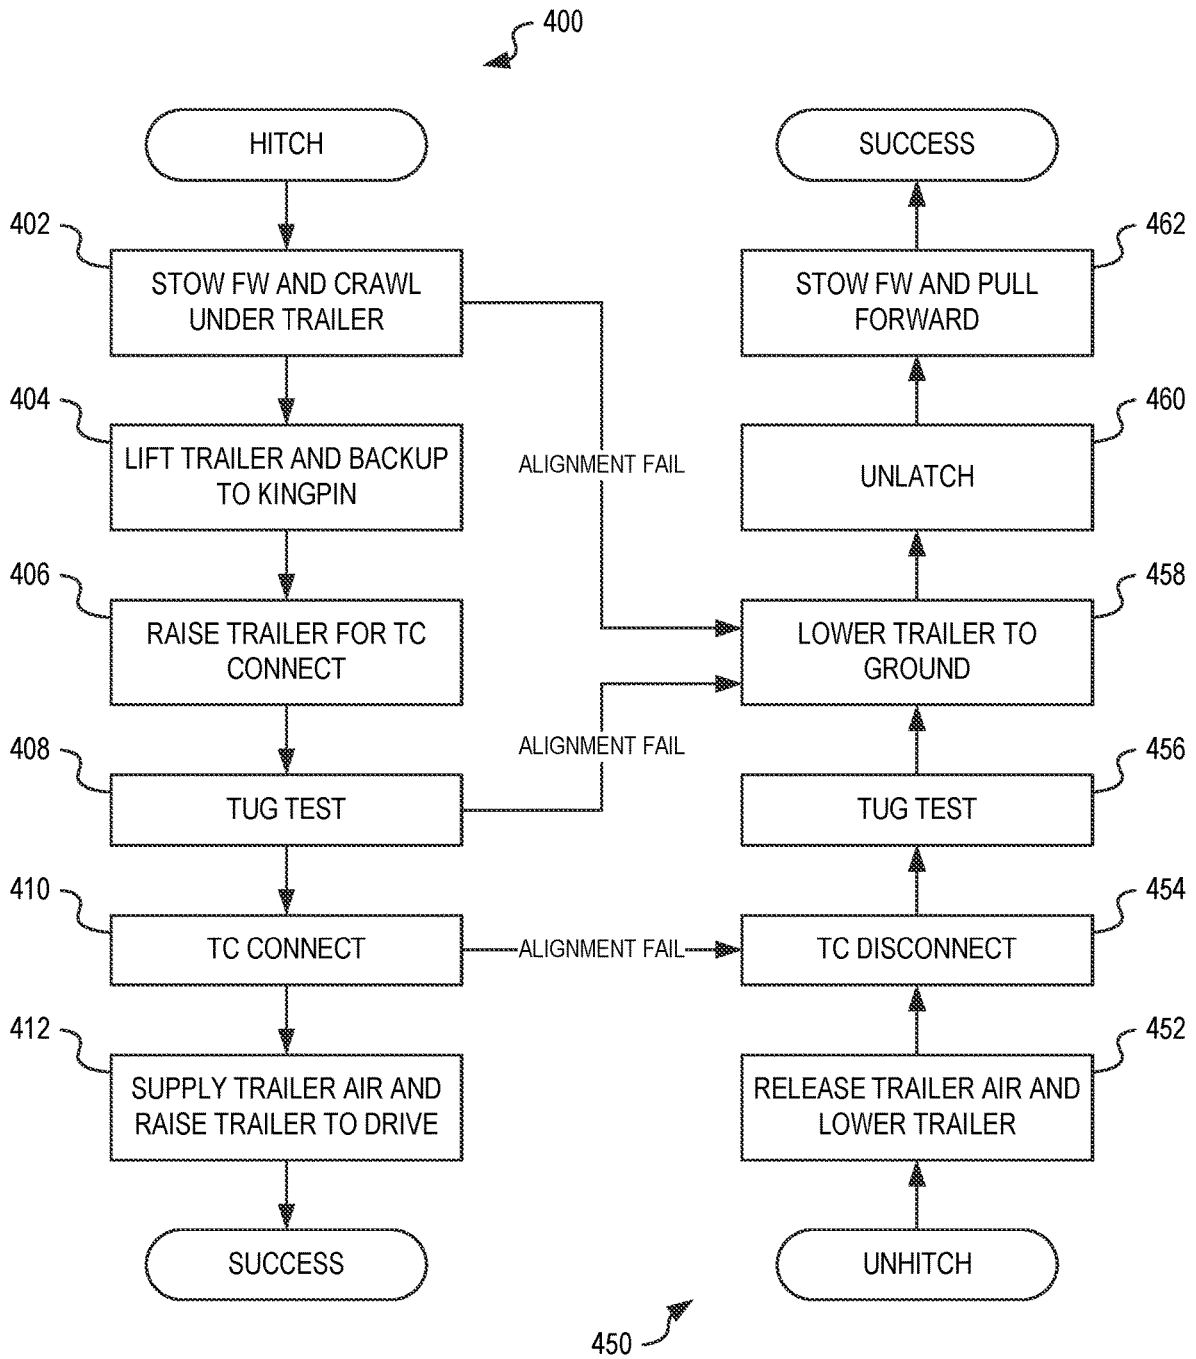 400
HITCH
SUCCESS
402
462
STOW FW AND CRAWL
UNDER TRAILER
STOW FW AND PULL
FORWARD
404
460
LIFT TRAILER AND BACKUP
TO KINGPIN
ALIGNMENT FAIL
UNLATCH
406
458
RAISE TRAILER FOR TC
CONNECT
LOWER TRAILER TO
GROUND
408
ALIGNMENT FAIL
456
TUG TEST
TUG TEST
410
454
TC CONNECT
ALIGNMENT FAIL
TC DISCONNECT
412
452
SUPPLY TRAILER AIR AND
RAISE TRAILER TO DRIVE
RELEASE TRAILER AIR AND
LOWER TRAILER
SUCCESS
UNHITCH
450